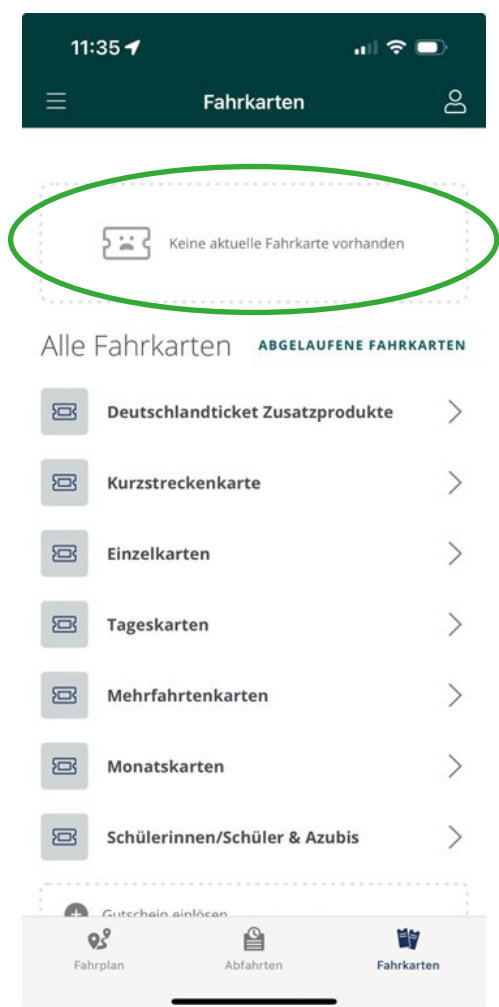 11:35
Fahrkarten
Keine aktuelle Fahrkarte vorhanden
Alle Fahrkarten ABGELAUFENE FAHRKARTEN
Deutschlandticket Zusatzprodukte
Kurzstreckenkarte
Einzelkarten
Tageskarten
Mehrfahrtenkarten
Monatskarten
Schülerinnen/Schüler & Azubis
Gutschein einlösen
Fahrplan Abfahrten Fahrkarten